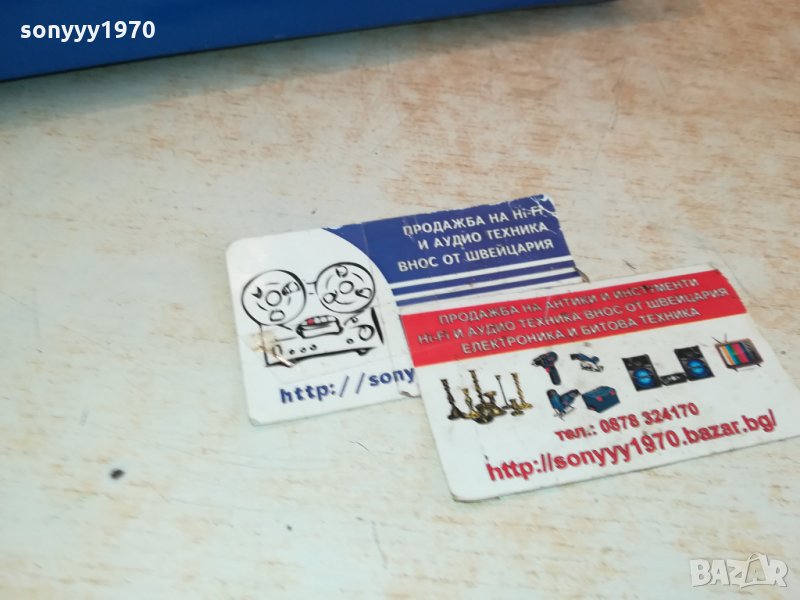 sonyyy1970
ПРОДАЖБА НА Hi-Fi
И АУДИО ТЕХНИКА
ВНОС ОТ ШВЕЙЦАРИЯ
http://sony
ПРОДАЖБА НА АНТИКИ И ИНСТРУМЕНТИ
Hi-Fi И АУДИО ТЕХНИКА ВНОС ОТ ШВЕЙЦАРИЯ
ЕЛЕКТРОНИКА И БИТОВА ТЕХНИКА
тел.: 0878 324170
http://sonyyy1970.bazar.bg/
BAZAR